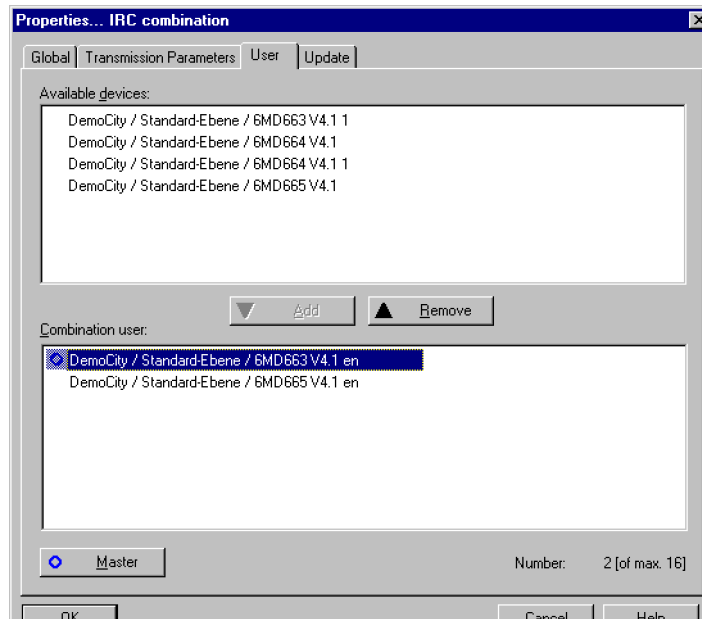 Properties... IRC combination
Global Transmission Parameters User Update
Available devices:
DemoCity / Standard-Ebene / 6MD663 V4.1 1
DemoCity / Standard-Ebene / 6MD664 V4.1
DemoCity / Standard-Ebene / 6MD664 V4.1 1
DemoCity / Standard-Ebene / 6MD665 V4.1
Add Remove
Combination user:
DemoCity / Standard-Ebene / 6MD663 V4.1 en
DemoCity / Standard-Ebene / 6MD665 V4.1 en
Master Number: 2 [of max. 16]
OK Cancel Help